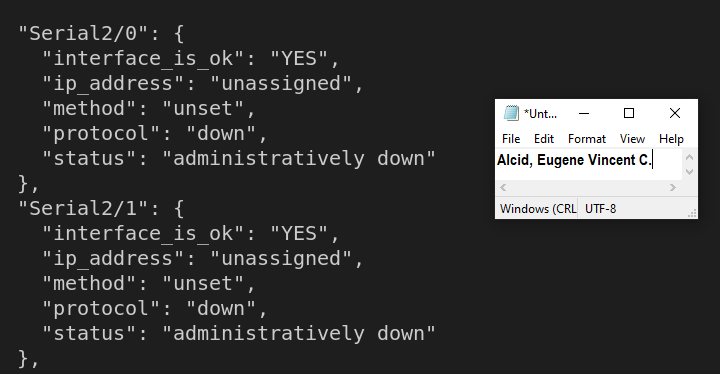 "Serial2/0": {
"interface_is_ok": "YES",
"ip_address": "unassigned",
"method": "unset",
"protocol": "down",
"status": "administratively down"
},
"Serial2/1": {
"interface_is_ok": "YES",
"ip_address": "unassigned",
"method": "unset",
"protocol": "down",
"status": "administratively down"
},
*Unt...
File Edit Format View Help
Alcid, Eugene Vincent C.
Windows (CRL UTF-8